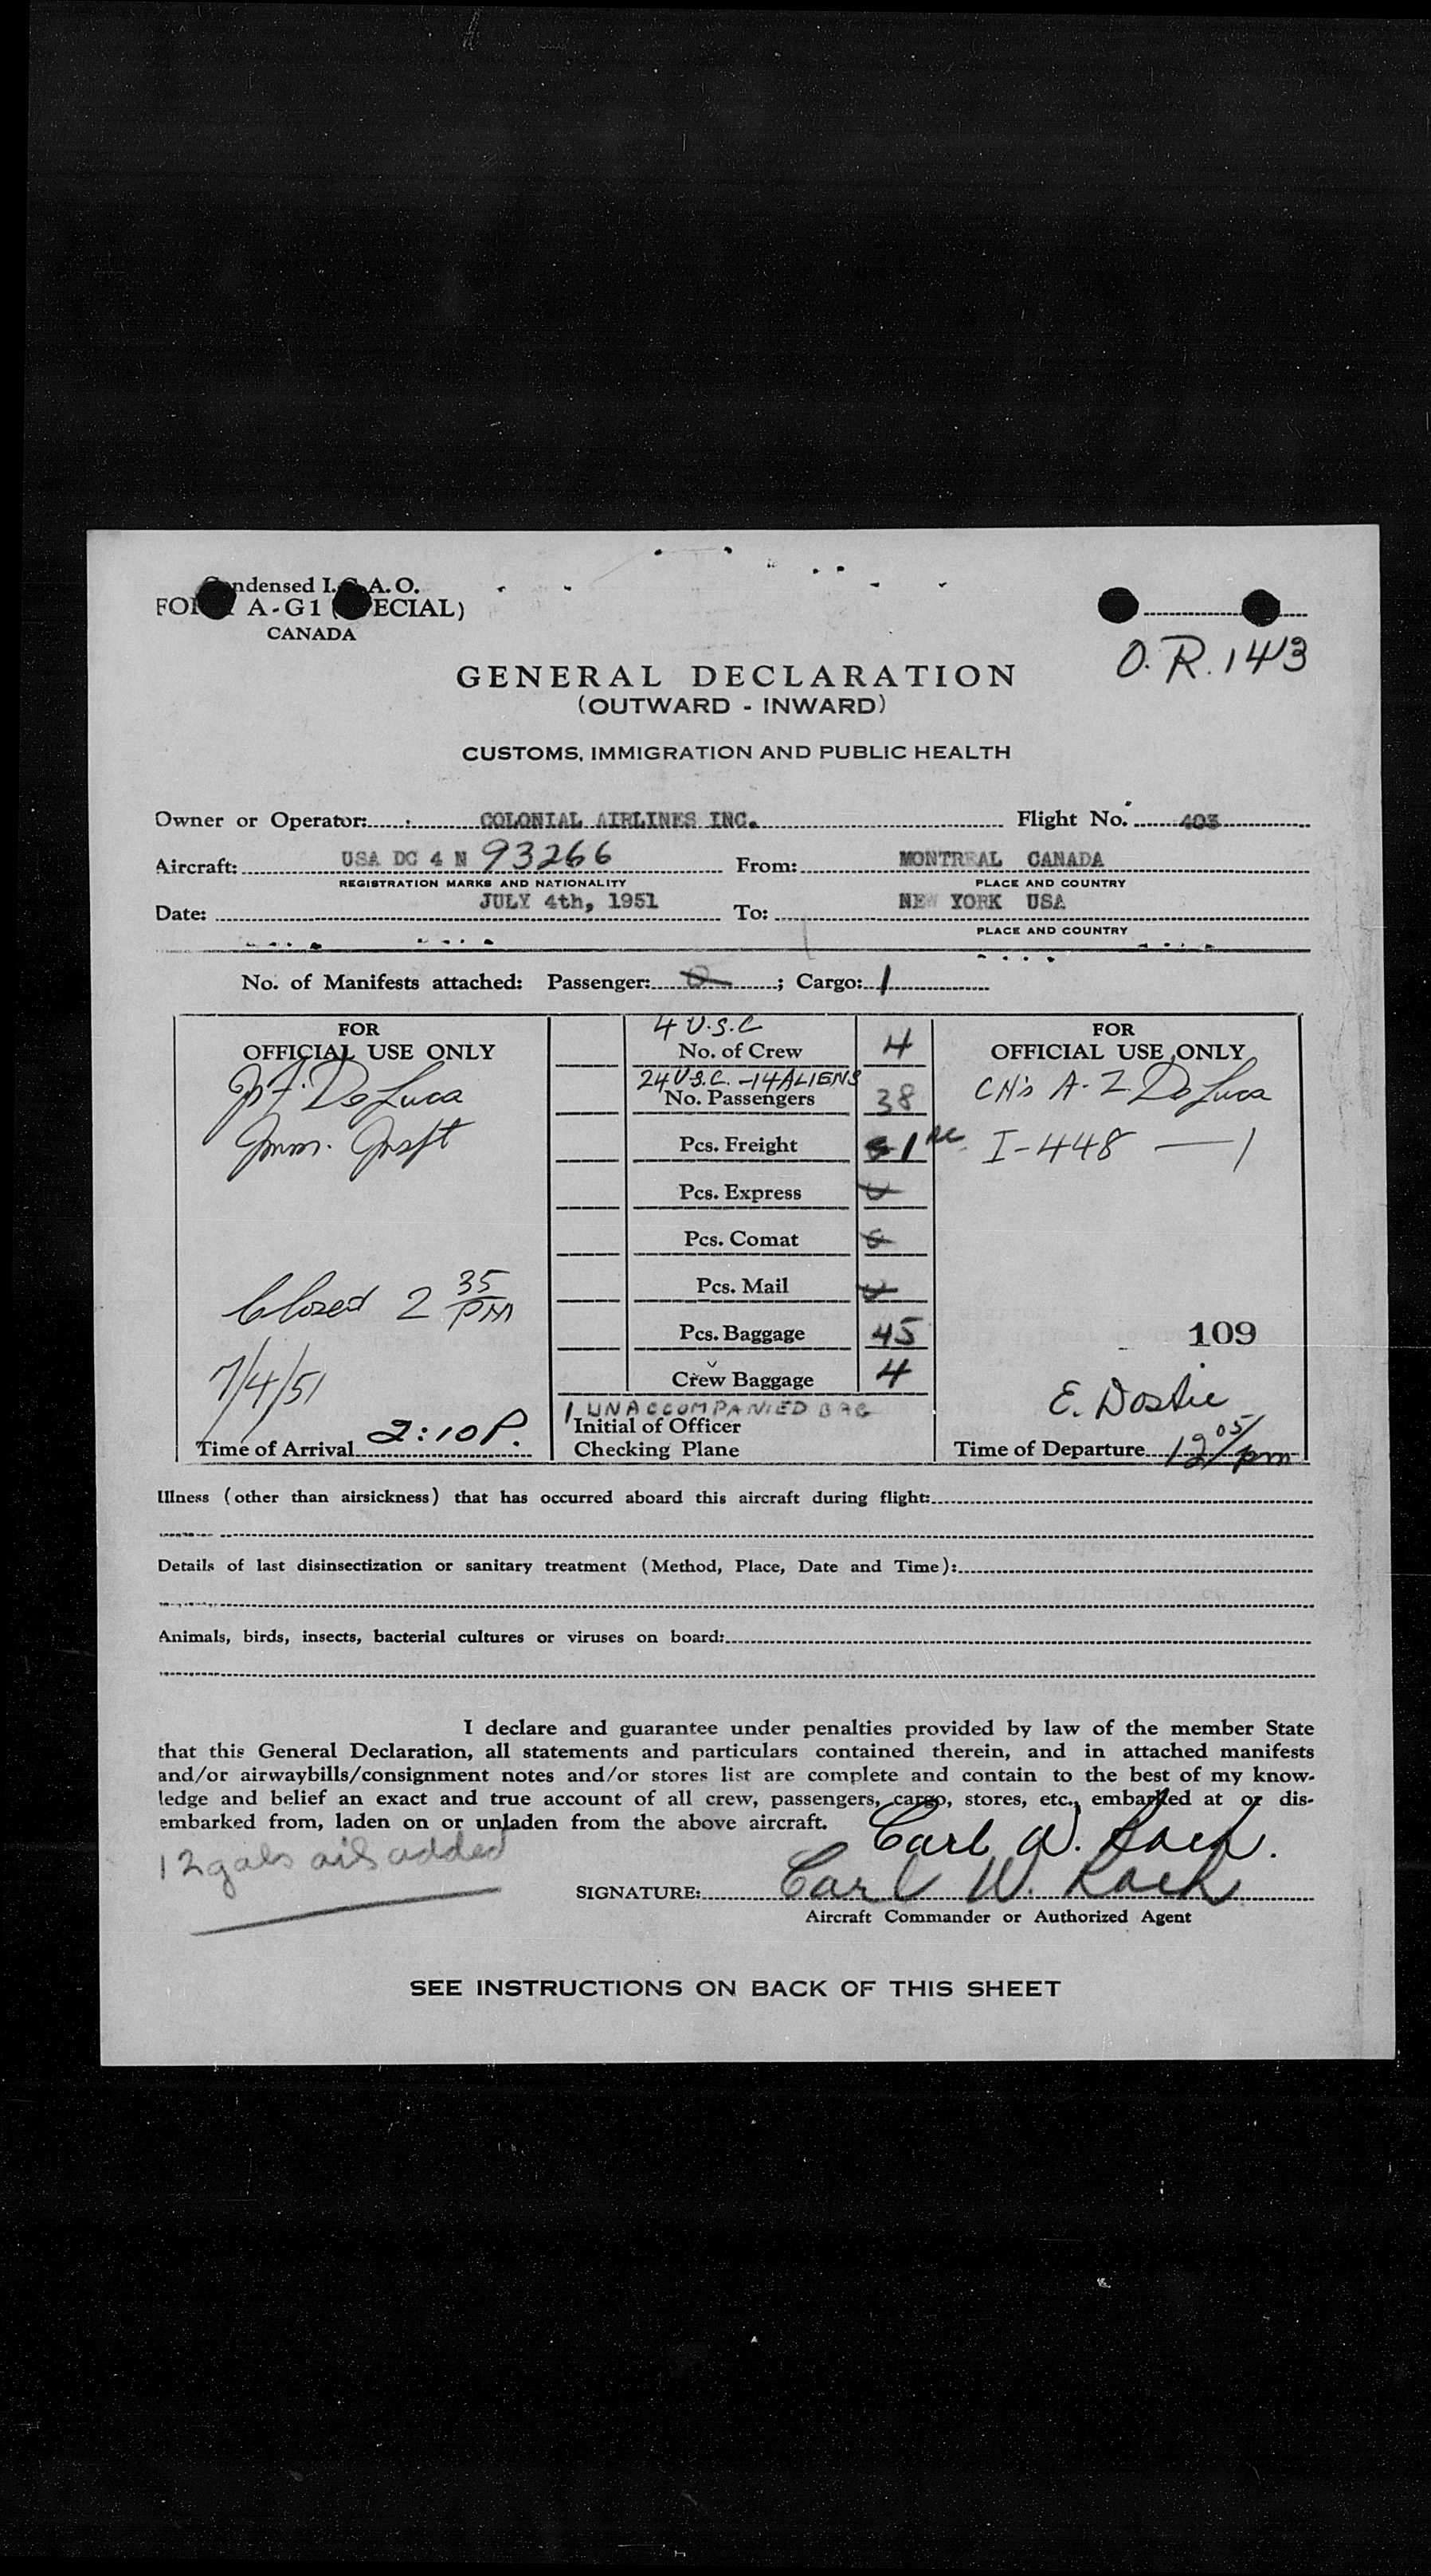 Condensed I.C.A.O.
FORM A-G1 (SPECIAL)
CANADA
O.R. 143
GENERAL DECLARATION
(OUTWARD - INWARD)
CUSTOMS, IMMIGRATION AND PUBLIC HEALTH
Owner or Operator: COLONIAL AIRLINES INC. Flight No. 403
Aircraft: USA DC 4 N 93266 From: MONTREAL CANADA
REGISTRATION MARKS AND NATIONALITY PLACE AND COUNTRY
Date: JULY 4th, 1951 To: NEW YORK USA
PLACE AND COUNTRY
No. of Manifests attached: Passenger: 0; Cargo: 1
FOR
OFFICIAL USE ONLY
De Luca
Imm. Inspt
Closed 2 35 PM
7/4/51
Time of Arrival 2:10 P.
4 U.S.C
No. of Crew 4
24 U.S.C. - 14 ALIENS
No. Passengers 38
Pcs. Freight 1
Pcs. Express 0
Pcs. Comat 0
Pcs. Mail 0
Pcs. Baggage 45
Crew Baggage 4
1 UNACCOMPANIED BAG
Initial of Officer
Checking Plane
FOR
OFFICIAL USE ONLY
De Luca
I-448 — 1
109
E. Dostie
Time of Departure 12 05/pm
Illness (other than airsickness) that has occurred aboard this aircraft during flight:
Details of last disinsectization or sanitary treatment (Method, Place, Date and Time):
Animals, birds, insects, bacterial cultures or viruses on board:
I declare and guarantee under penalties provided by law of the member State
that this General Declaration, all statements and particulars contained therein, and in attached manifests
and/or airwaybills/consignment notes and/or stores list are complete and contain to the best of my know-
ledge and belief an exact and true account of all crew, passengers, cargo, stores, etc., embarked at or dis-
embarked from, laden on or unladen from the above aircraft.
12 gals oil added
Carl W.
SIGNATURE: Carl W.
Aircraft Commander or Authorized Agent
SEE INSTRUCTIONS ON BACK OF THIS SHEET